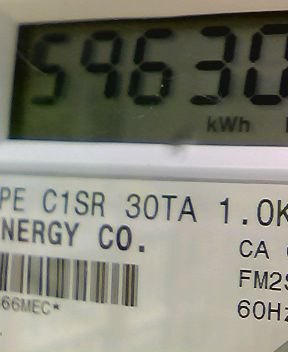 59630
kWh
PE C1SR 30TA 1.0K
NERGY CO.
CA
FM2S
66MEC*
60Hz